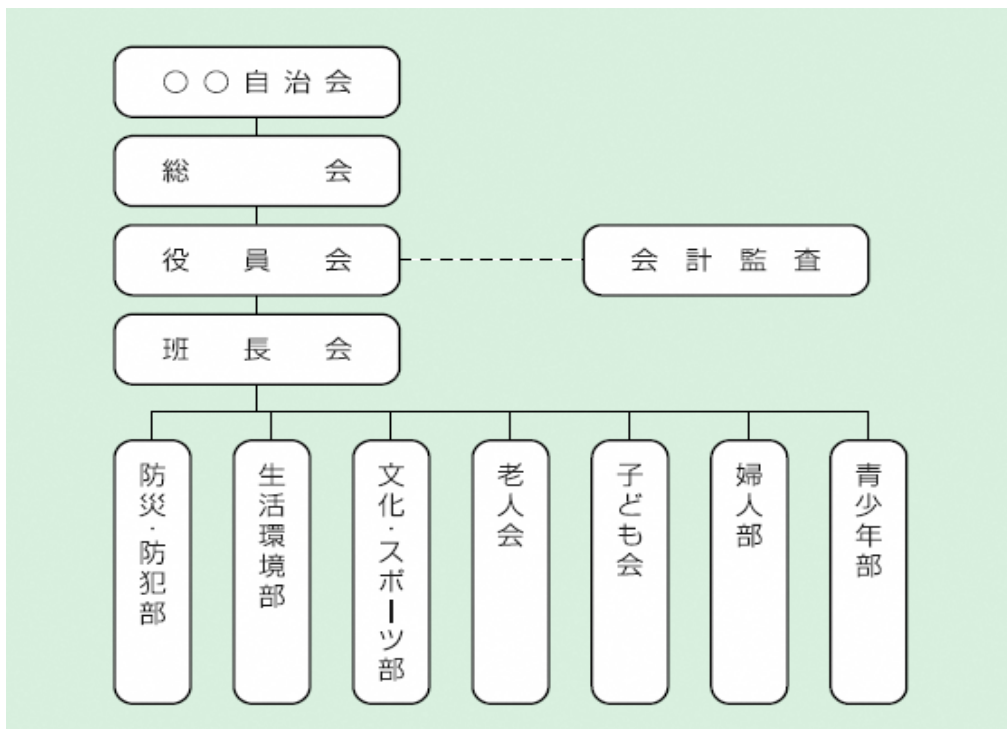 ○○自治会
総会
役員会
会計監査
班長会
防災・防犯部
生活環境部
文化・スポーツ部
老人会
子ども会
婦人部
青少年部